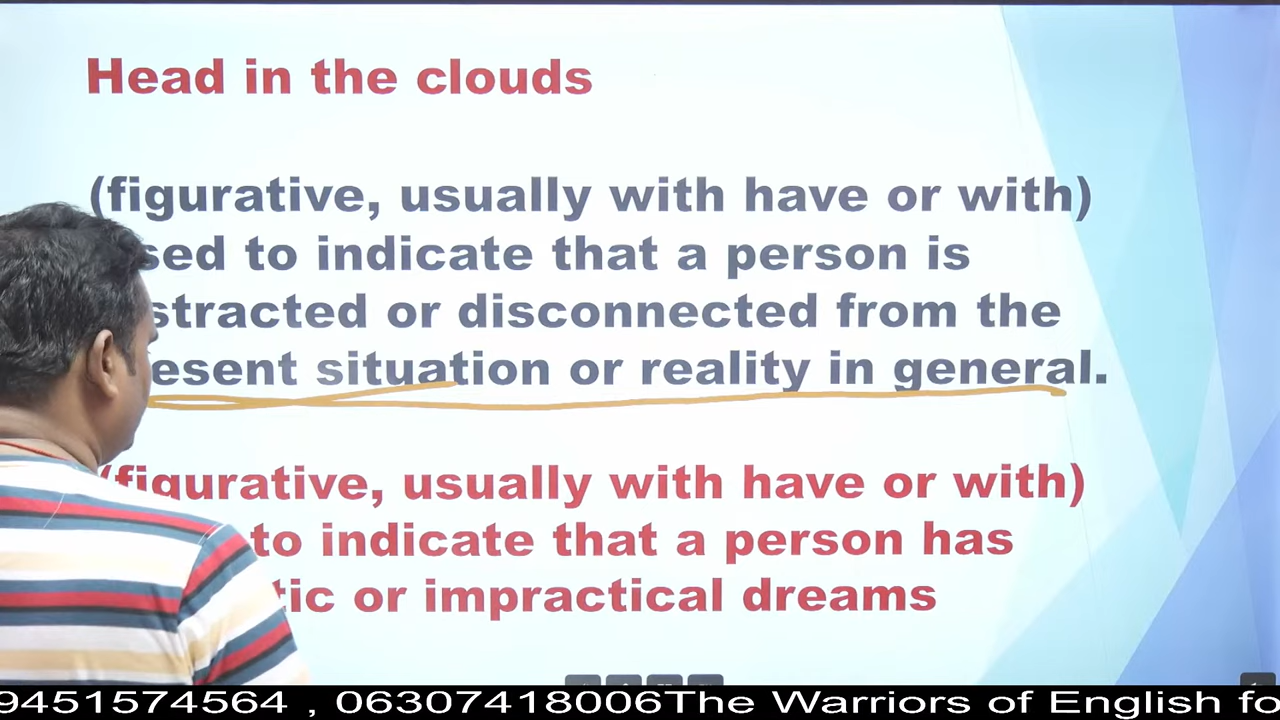 Head in the clouds
(figurative, usually with have or with)
sed to indicate that a person is
stracted or disconnected from the
esent situation or reality in general.
(figurative, usually with have or with)
to indicate that a person has
tic or impractical dreams
9451574564 , 06307418006The Warriors of English fo